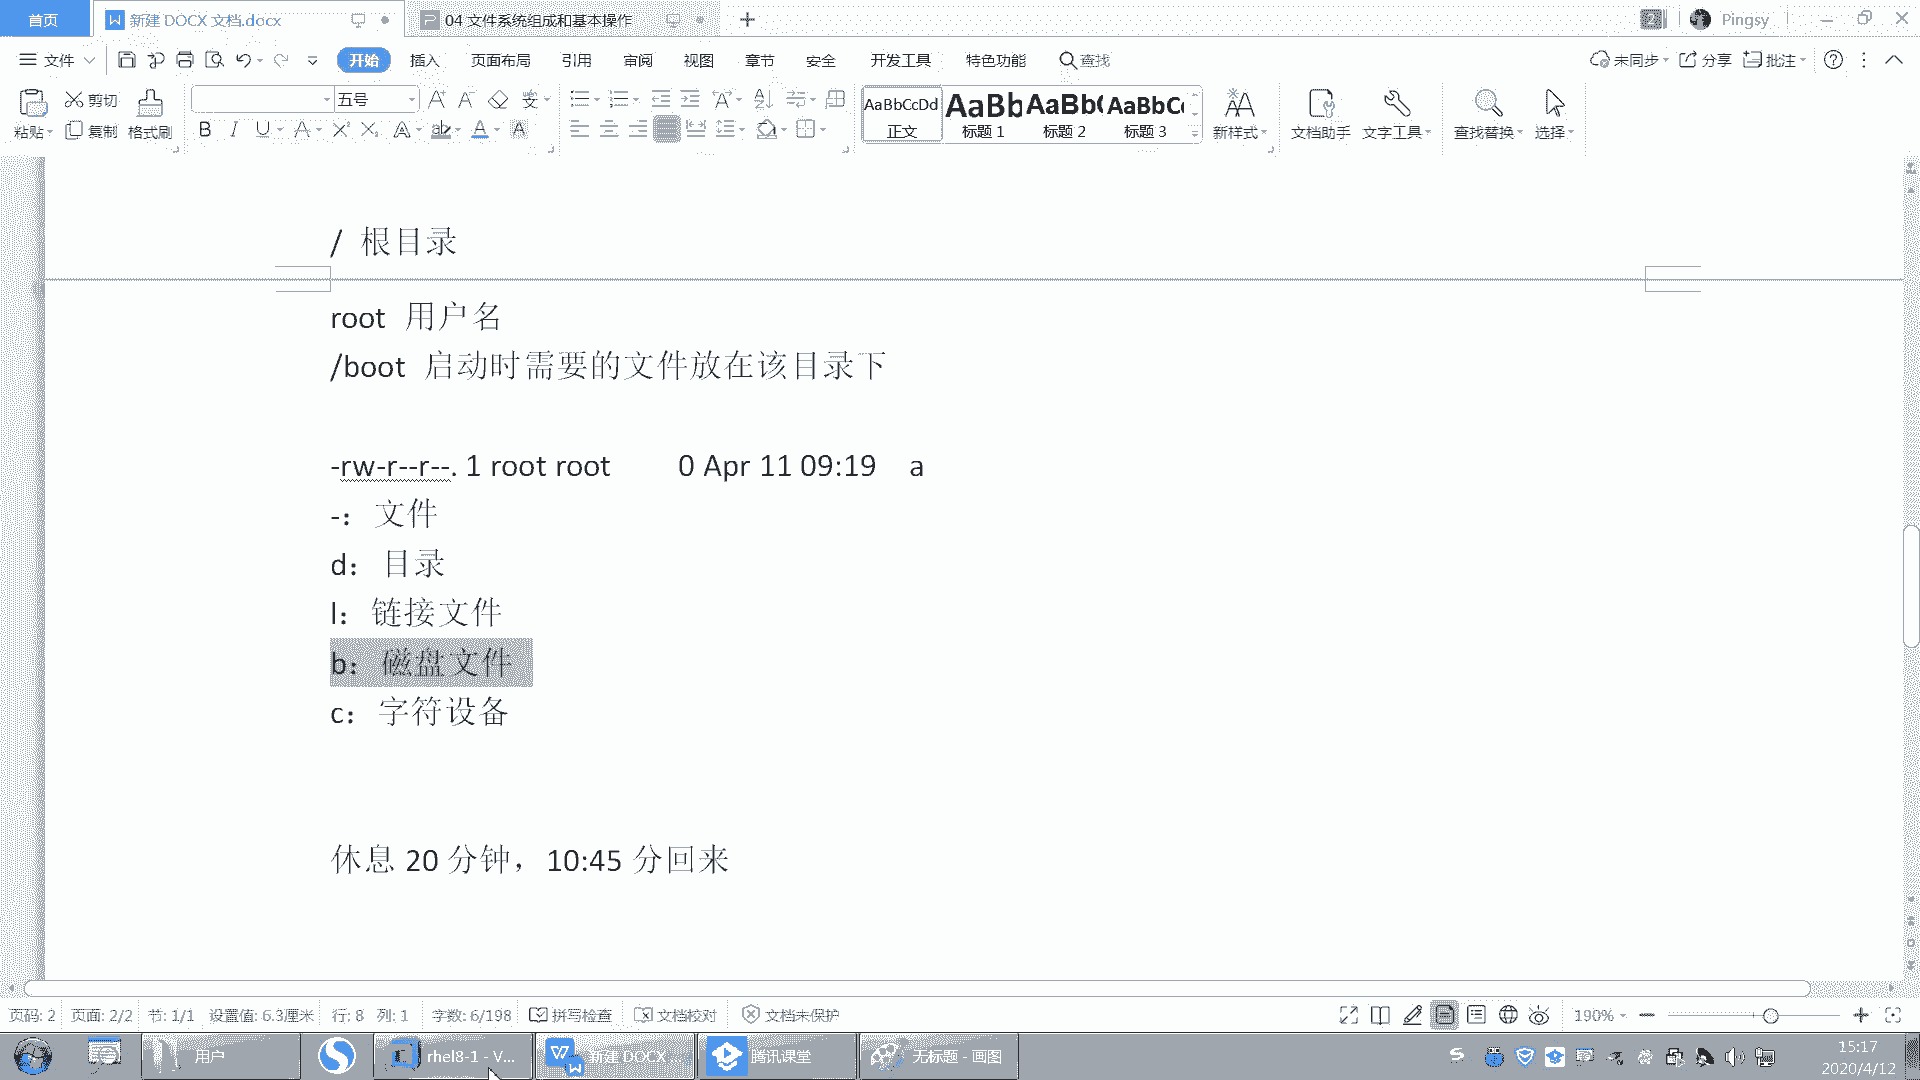 首页 新建 DOCX 文档.docx 04 文件系统组成和基本操作 Pingsy
文件 开始 插入 页面布局 引用 审阅 视图 章节 安全 开发工具 特色功能 查找 未同步 分享 批注
粘贴 剪切 复制 格式刷 五号 AaBbCcDd 正文 AaBb 标题 1 AaBb( 标题 2 AaBbC 标题 3 新样式 文档助手 文字工具 查找替换 选择
/ 根目录
root 用户名
/boot 启动时需要的文件放在该目录下
-rw-r--r--. 1 root root 0 Apr 11 09:19 a
-：文件
d：目录
l：链接文件
b：磁盘文件
c：字符设备
休息 20 分钟，10:45 分回来
页码: 2 页面: 2/2 节: 1/1 设置值: 6.3厘米 行: 8 列: 1 字数: 6/198 拼写检查 文档校对 文档未保护 190%
用户 rhel8-1 - V... 新建 DOCX ... 腾讯课堂 无标题 - 画图 15:17
2020/4/12